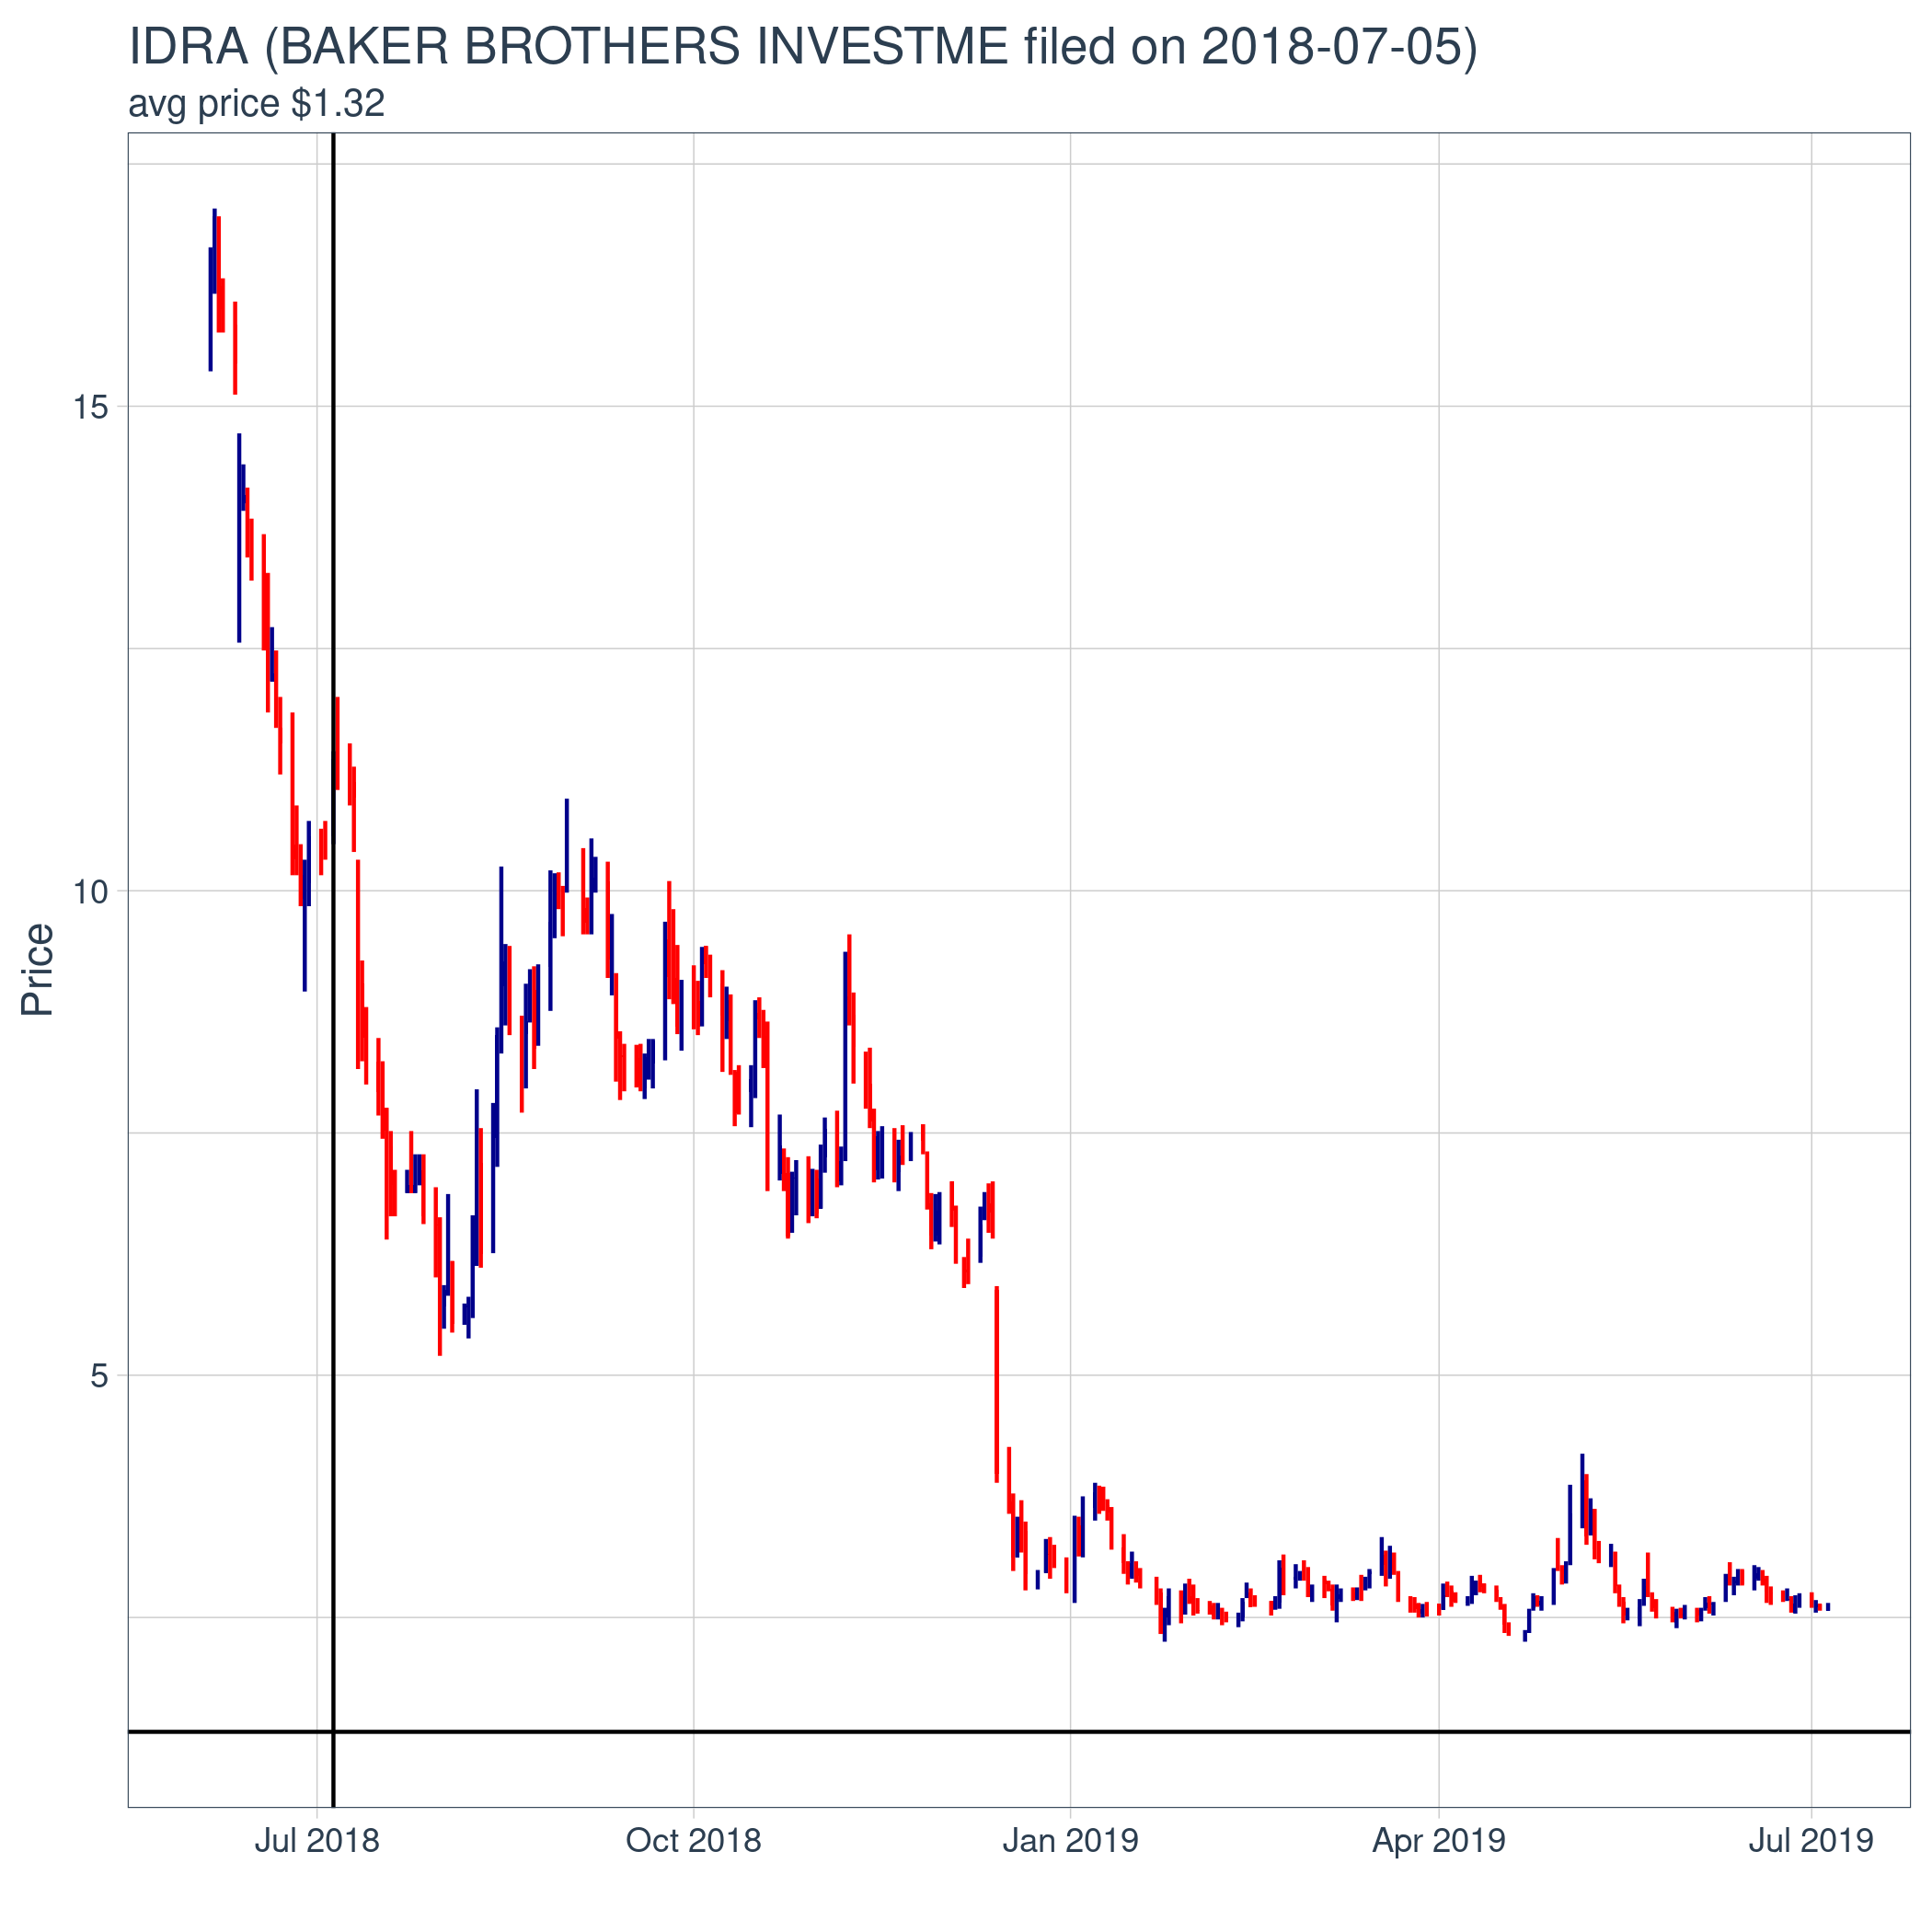 IDRA (BAKER BROTHERS INVESTME filed on 2018-07-05)
avg price $1.32
15
10
5
Price
Jul 2018
Oct 2018
Jan 2019
Apr 2019
Jul 2019